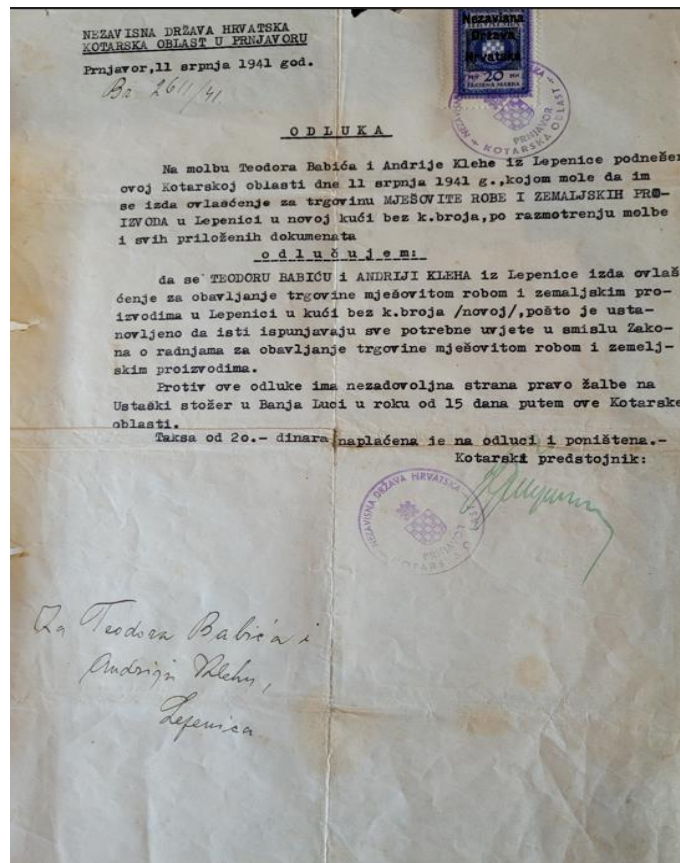 NEZAVISNA DRŽAVA HRVATSKA
KOTARSKA OBLAST U PRNJAVORU
Prnjavor,11 srpnja 1941 god.
Br. 2611/41
Nezavisna
Država
Hrvatska
20
NEZAVISNA DRŽAVA HRVATSKA
KOTARSKA OBLAST
PRNJAVOR
O D L U K A
Na molbu Teodora Babića i Andrije Klehe iz Lepenice podnešen
ovoj Kotarskoj oblasti dne 11 srpnja 1941 g.,kojom mole da im
se izda ovlašćenje za trgovinu MJEŠOVITE ROBE I ZEMALJSKIH PRO-
IZVODA u Lepenici u novoj kući bez k.broja,po razmotrenju molbe
i svih priloženih dokumenata
o d l u č u j e m:
da se TEODORU BABIĆU i ANDRIJI KLEHA iz Lepenice izda ovlaš
ćenje za obavljanje trgovine mješovitom robom i zemaljskim pro-
izvodima u Lepenici u kući bez k.broja /novoj/,pošto je usta-
novljeno da isti ispunjavaju sve potrebne uvjete u smislu Zako-
na o radnjama za obavljanje trgovine mješovitom robom i zemelj-
skim proizvodima.
Protiv ove odluke ima nezadovoljna strana pravo žalbe na
Ustaški stožer u Banja Luci u roku od 15 dana putem ove Kotarske
oblasti.
Taksa od 2o.- dinara naplaćena je na odluci i poništena.-
Kotarski predstojnik:
NEZAVISNA DRŽAVA HRVATSKA
PRNJAVOR
Za Teodora Babića i
Andriju Klehu,
Lepenica